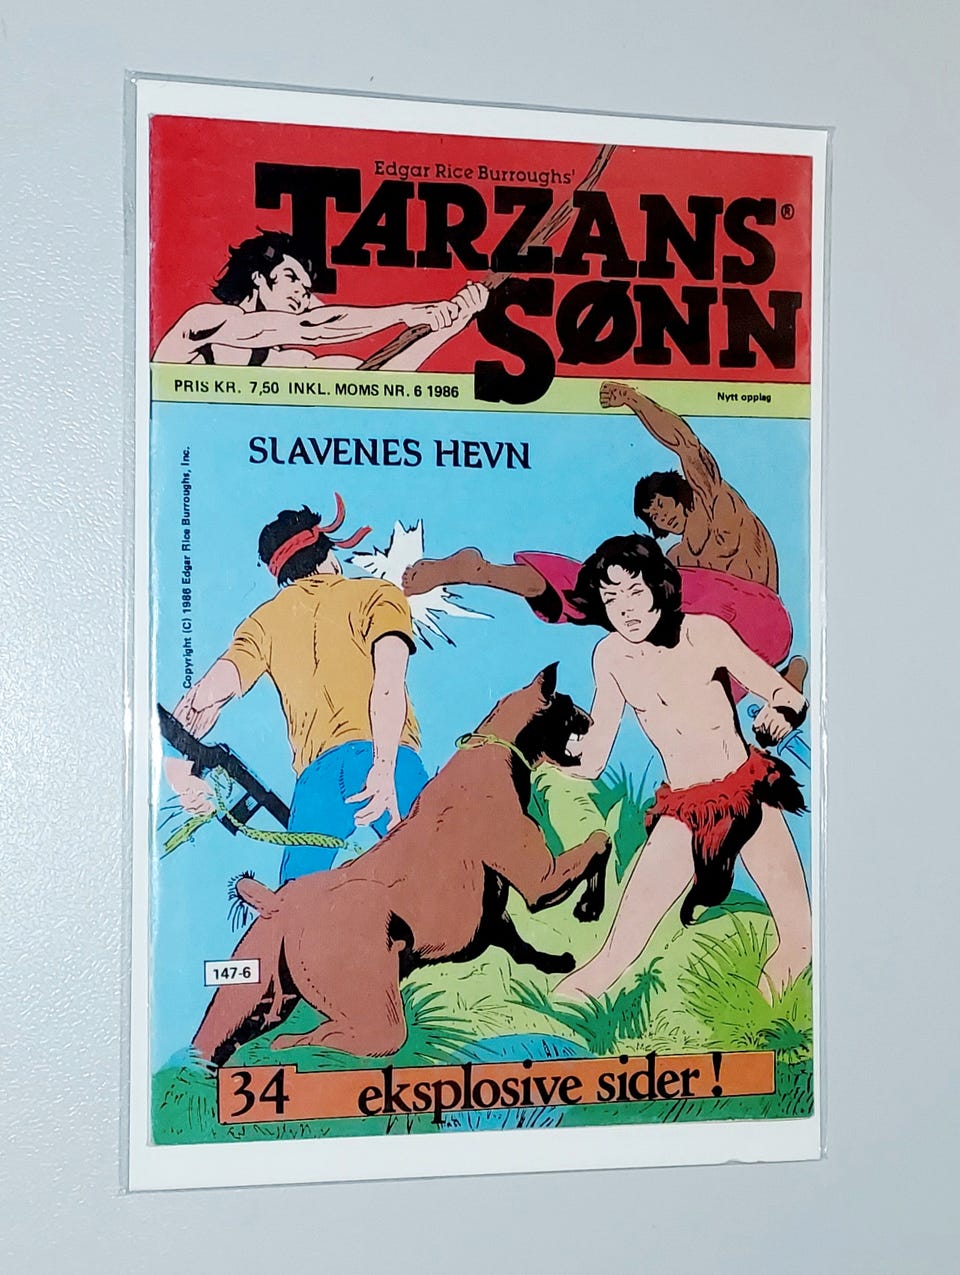 Edgar Rice Burroughs'
TARZANS®
SØNN
PRIS KR. 7,50 INKL. MOMS NR. 6 1986
Nytt opplag
SLAVENES HEVN
Copyright (C) 1986 Edgar Rice Burroughs, Inc.
147-6
34 eksplosive sider!